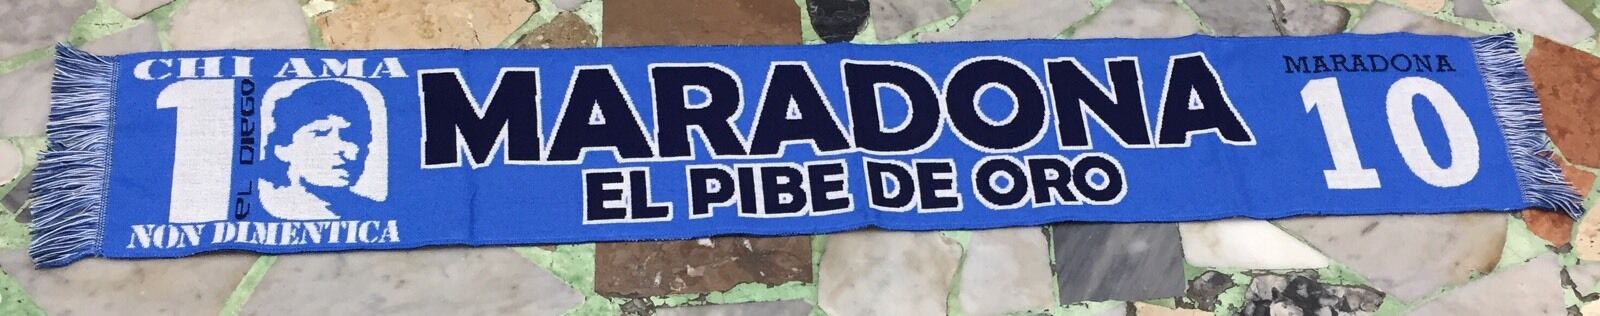 CHI AMA
10
eL DIeGO
NON DIMENTICA
MARADONA
EL PIBE DE ORO
MARADONA
10